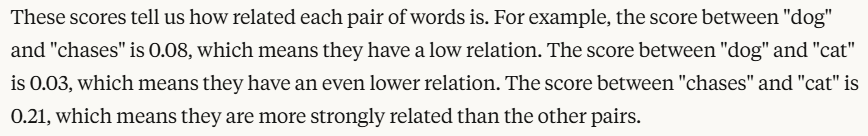 These scores tell us how related each pair of words is. For example, the score between "dog"
and "chases" is 0.08, which means they have a low relation. The score between "dog" and "cat"
is 0.03, which means they have an even lower relation. The score between "chases" and "cat" is
0.21, which means they are more strongly related than the other pairs.